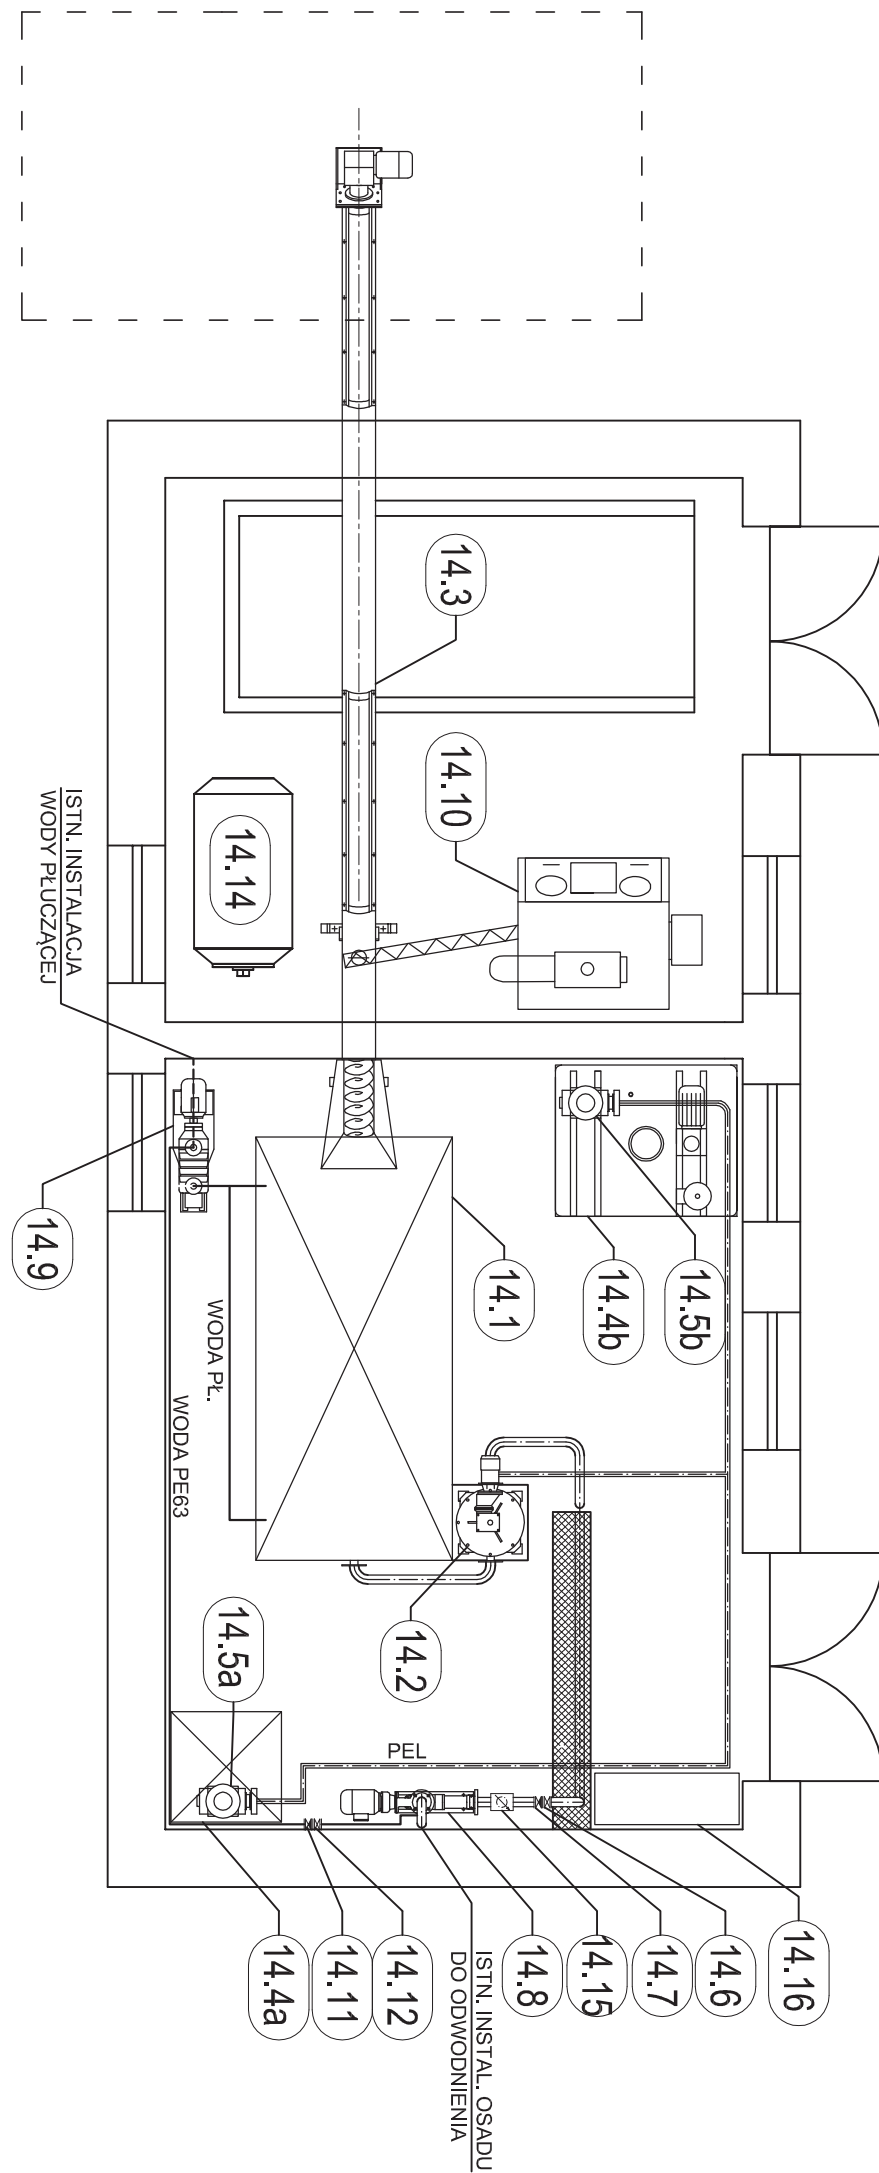 14.3
14.10
14.14
ISTN. INSTALACJA
WODY PŁUCZĄCEJ
14.9
14.1
14.4b
14.5b
WODA PŁ.
WODA PE63
14.2
14.5a
PEL
14.4a
14.11
14.12
ISTN. INSTAL. OSADU
DO ODWODNIENIA
14.8
14.15
14.7
14.6
14.16